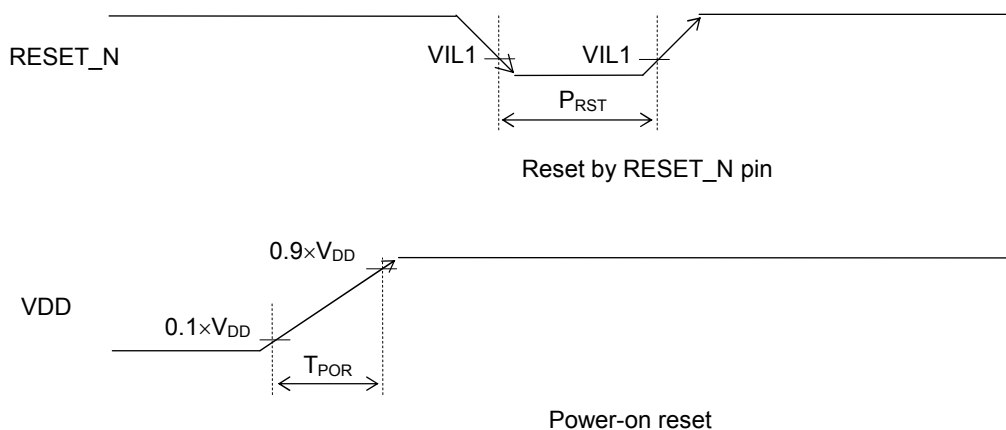 RESET_N
VIL1
VIL1
PRST
Reset by RESET_N pin
0.9×VDD
VDD
0.1×VDD
TPOR
Power-on reset